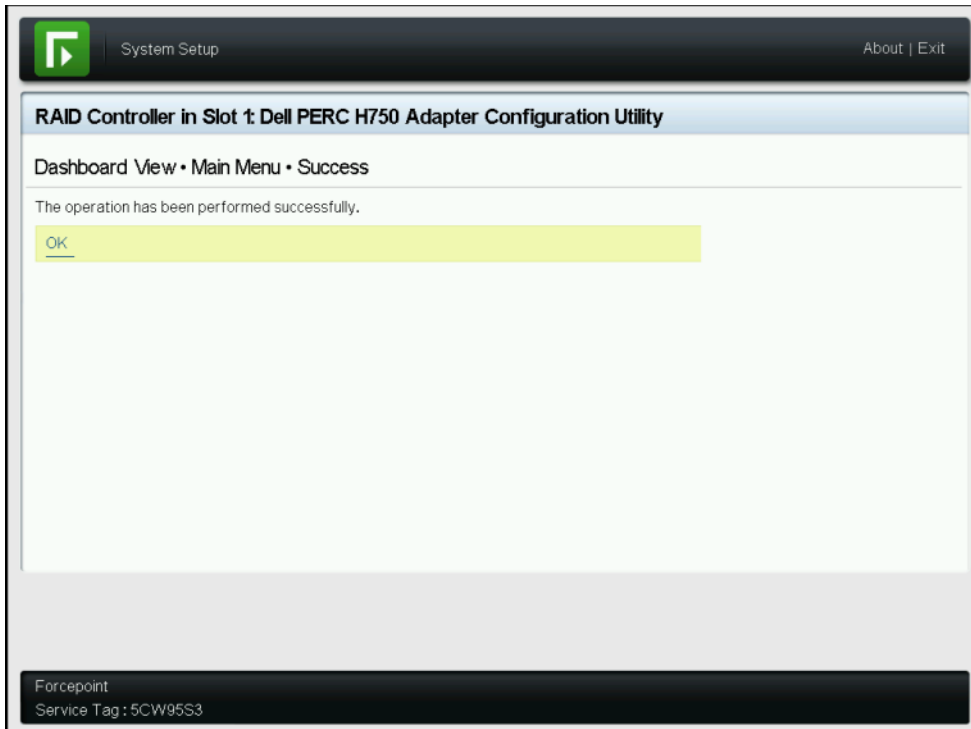 System Setup
About | Exit
RAID Controller in Slot 1: Dell PERC H750 Adapter Configuration Utility
Dashboard View • Main Menu • Success
The operation has been performed successfully.
OK
Forcepoint
Service Tag : 5CW95S3